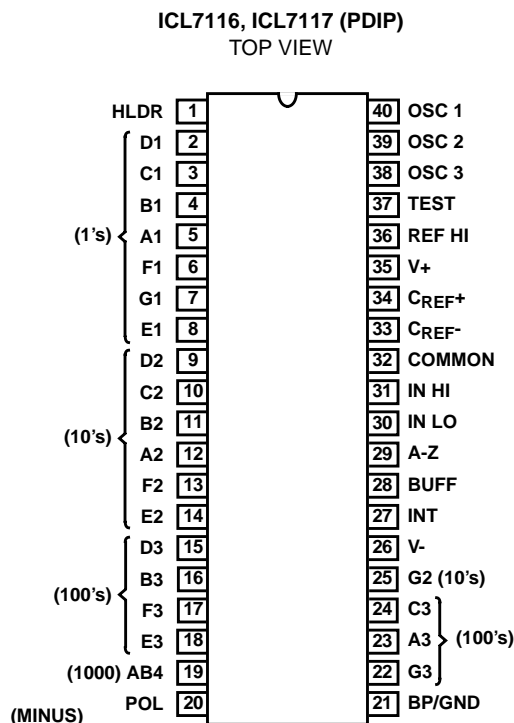 ICL7116, ICL7117 (PDIP)
TOP VIEW
HLDR 1 40 OSC 1
D1 2 39 OSC 2
C1 3 38 OSC 3
B1 4 37 TEST
(1's) A1 5 36 REF HI
F1 6 35 V+
G1 7 34 CREF+
E1 8 33 CREF-
D2 9 32 COMMON
C2 10 31 IN HI
B2 11 30 IN LO
(10's) A2 12 29 A-Z
F2 13 28 BUFF
E2 14 27 INT
D3 15 26 V-
B3 16 25 G2 (10's)
(100's) F3 17 24 C3
E3 18 23 A3 (100's)
(1000) AB4 19 22 G3
POL 20 21 BP/GND
(MINUS)